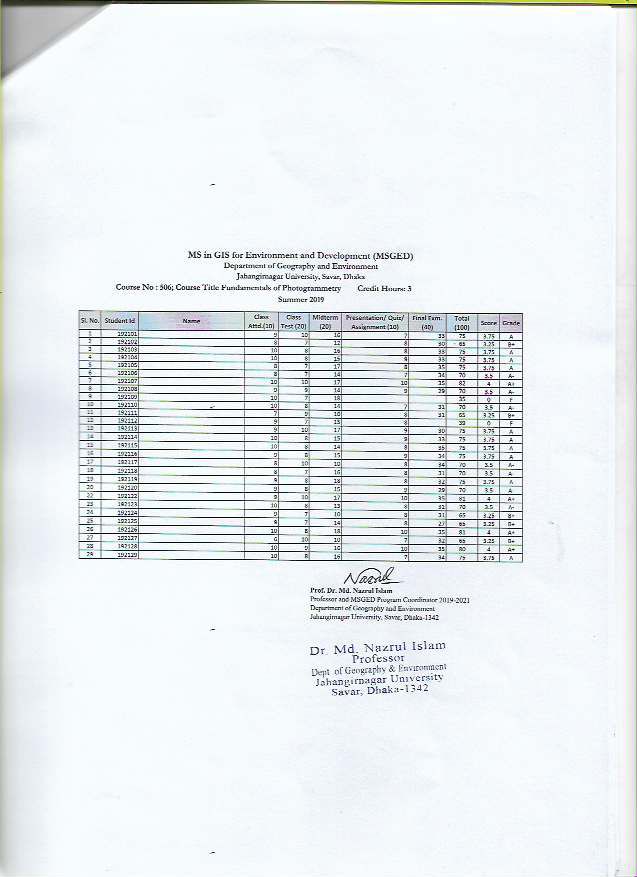 MS in GIS for Environment and Development (MSGED)
Department of Geography and Environment
Jahangirnagar University, Savar, Dhaka
Course No : 506; Course Title Fundamentals of Photogrammetry Credit Hours: 3
Summer 2019
Sl. No. Student Id Name Class Attd.(10) Class Test (20) Midterm (20) Presentation/ Quiz/ Assignment (10) Final Exm. (40) Total (100) Score Grade
1 192101 9 10 16 7 33 75 3.75 A
2 192102 8 7 12 8 30 65 3.25 B+
3 192103 10 8 16 8 33 75 3.75 A
4 192104 10 8 15 9 33 75 3.75 A
5 192105 8 7 17 8 35 75 3.75 A
6 192106 8 7 14 7 34 70 3.5 A-
7 192107 10 10 17 10 35 82 4 A+
8 192108 9 9 14 9 29 70 3.5 A-
9 192109 10 7 18 35 0 F
10 192110 10 8 14 7 31 70 3.5 A-
11 192111 7 9 10 8 31 65 3.25 B+
12 192112 9 7 15 8 39 0 F
13 192113 9 10 17 9 30 75 3.75 A
14 192114 10 8 15 9 33 75 3.75 A
15 192115 10 8 14 8 35 75 3.75 A
16 192116 9 8 15 9 34 75 3.75 A
17 192117 8 10 10 8 34 70 3.5 A-
18 192118 8 7 16 8 31 70 3.5 A-
19 192119 9 8 18 8 32 75 3.75 A
20 192120 9 8 15 9 29 70 3.5 A-
22 192122 9 10 17 10 35 81 4 A+
23 192123 10 8 13 8 31 70 3.5 A-
24 192124 9 7 10 8 31 65 3.25 B+
25 192125 9 7 14 8 27 65 3.25 B+
26 192126 10 8 18 10 35 81 4 A+
27 192127 6 10 10 7 32 65 3.25 B+
28 192128 10 9 16 10 35 80 4 A+
29 192129 10 8 16 7 34 75 3.75 A
Prof. Dr. Md. Nazrul Islam
Professor and MSGED Program Coordinator 2019-2021
Department of Geography and Environment
Jahangirnagar University, Savar, Dhaka-1342
Dr. Md. Nazrul Islam
Professor
Dept. of Geography & Environment
Jahangirnagar University
Savar, Dhaka-1342